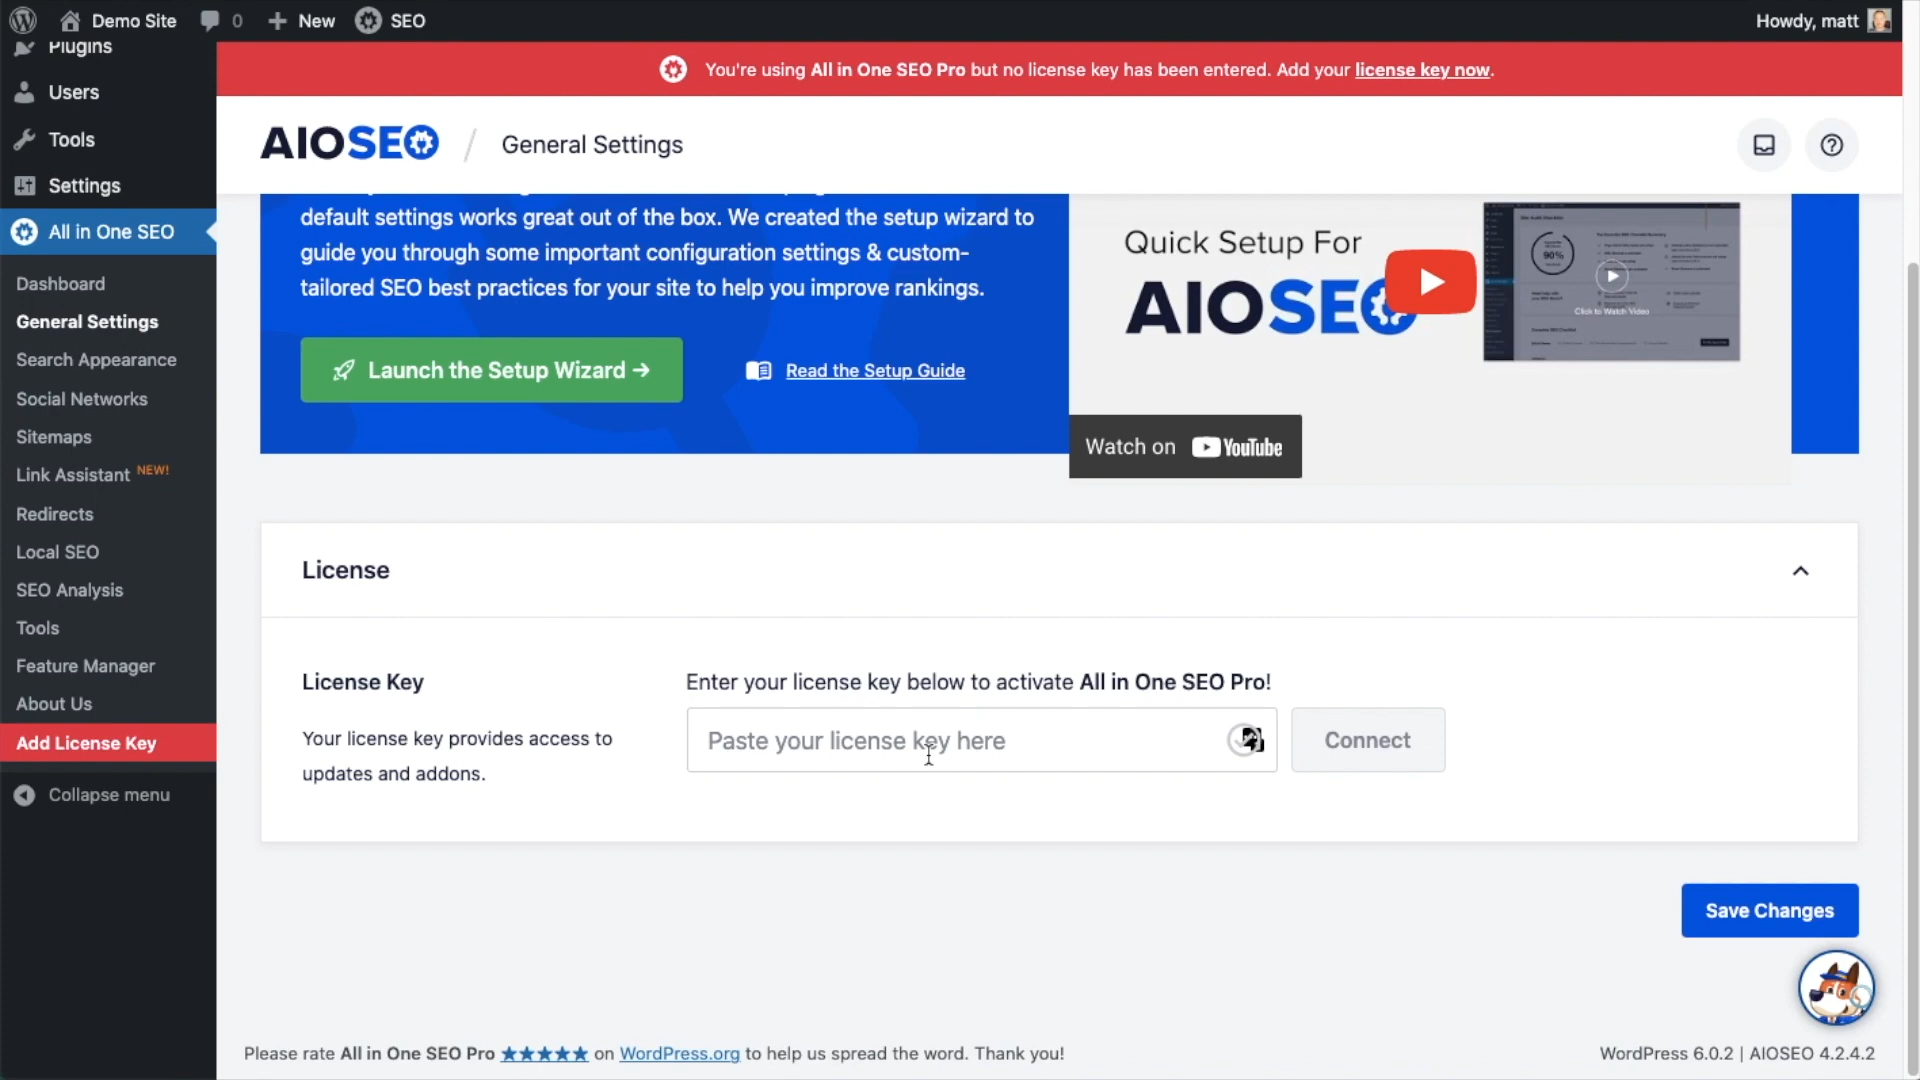 Demo Site 0 New SEO Howdy, matt
Plugins
Users
Tools
Settings
All in One SEO
Dashboard
General Settings
Search Appearance
Social Networks
Sitemaps
Link Assistant NEW!
Redirects
Local SEO
SEO Analysis
Tools
Feature Manager
About Us
Add License Key
Collapse menu
You're using All in One SEO Pro but no license key has been entered. Add your license key now.
AIOSEO / General Settings
default settings works great out of the box. We created the setup wizard to
guide you through some important configuration settings & custom-
tailored SEO best practices for your site to help you improve rankings.
Launch the Setup Wizard →
Read the Setup Guide
Quick Setup For
AIOSEO
90%
Click to Watch Video
Watch on YouTube
License
License Key
Your license key provides access to
updates and addons.
Enter your license key below to activate All in One SEO Pro!
Paste your license key here
Connect
Save Changes
Please rate All in One SEO Pro ★★★★★ on WordPress.org to help us spread the word. Thank you!
WordPress 6.0.2 | AIOSEO 4.2.4.2